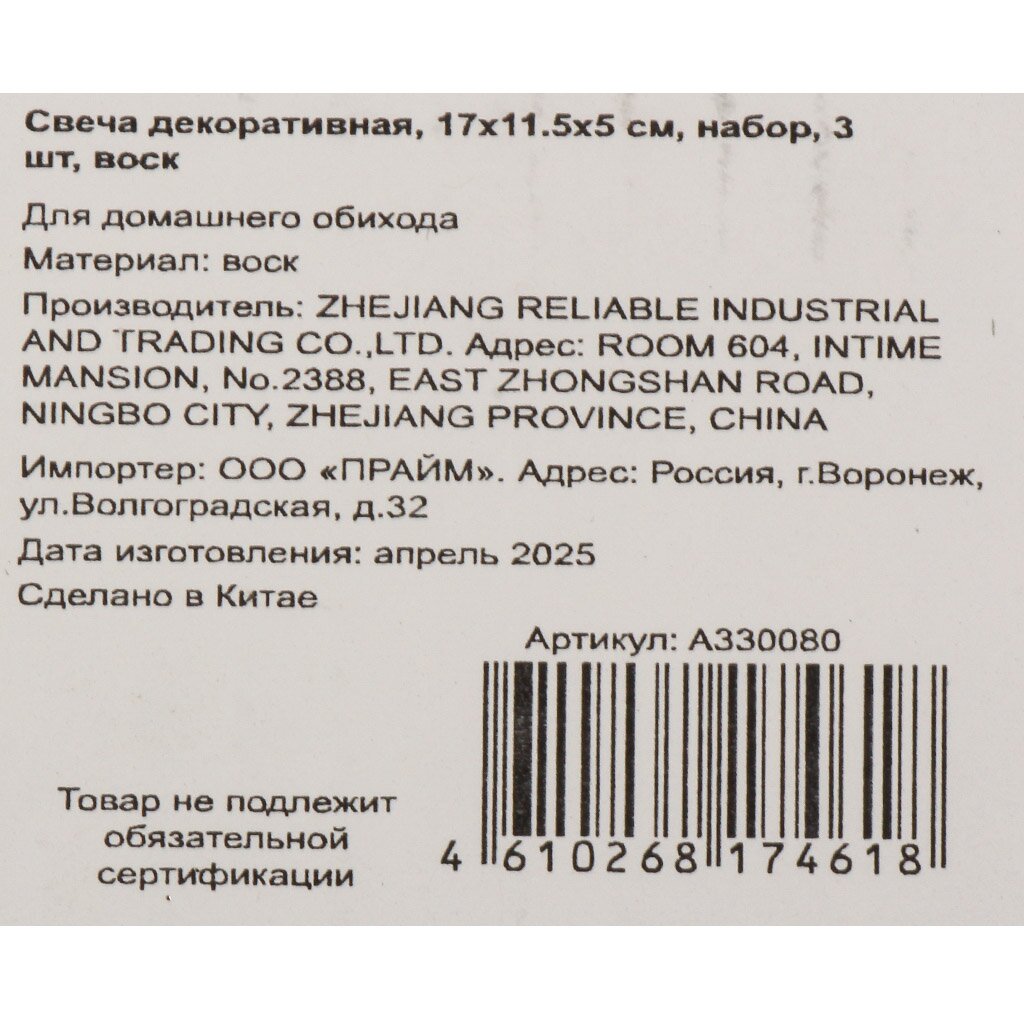 Свеча декоративная, 17х11.5х5 см, набор, 3
шт, воск
Для домашнего обихода
Материал: воск
Производитель: ZHEJIANG RELIABLE INDUSTRIAL
AND TRADING CO.,LTD. Адрес: ROOM 604, INTIME
MANSION, No.2388, EAST ZHONGSHAN ROAD,
NINGBO CITY, ZHEJIANG PROVINCE, CHINA
Импортер: ООО «ПРАЙМ». Адрес: Россия, г.Воронеж,
ул.Волгоградская, д.32
Дата изготовления: апрель 2025
Сделано в Китае
Артикул: А330080
Товар не подлежит
обязательной
сертификации
4 610268 174618